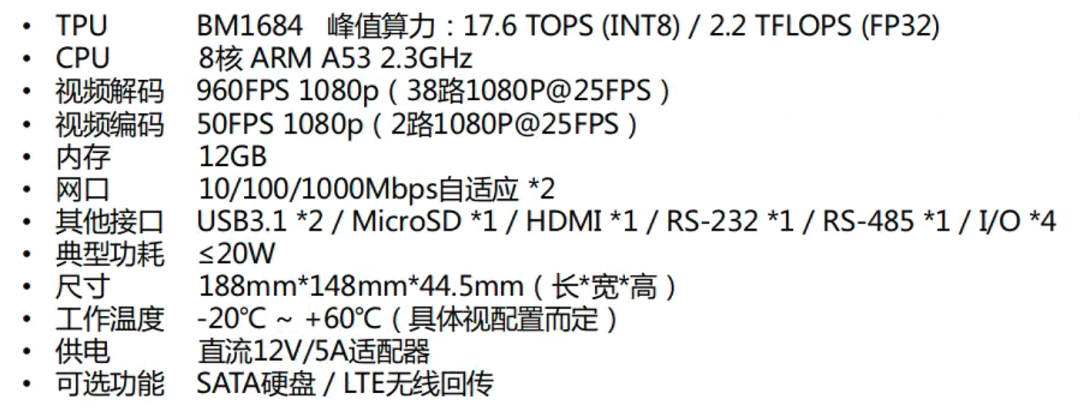 • TPU BM1684 峰值算力：17.6 TOPS (INT8) / 2.2 TFLOPS (FP32)
• CPU 8核 ARM A53 2.3GHz
• 视频解码 960FPS 1080p（38路1080P@25FPS）
• 视频编码 50FPS 1080p（2路1080P@25FPS）
• 内存 12GB
• 网口 10/100/1000Mbps自适应 *2
• 其他接口 USB3.1 *2 / MicroSD *1 / HDMI *1 / RS-232 *1 / RS-485 *1 / I/O *4
• 典型功耗 ≤20W
• 尺寸 188mm*148mm*44.5mm（长*宽*高）
• 工作温度 -20℃ ~ +60℃（具体视配置而定）
• 供电 直流12V/5A适配器
• 可选功能 SATA硬盘 / LTE无线回传